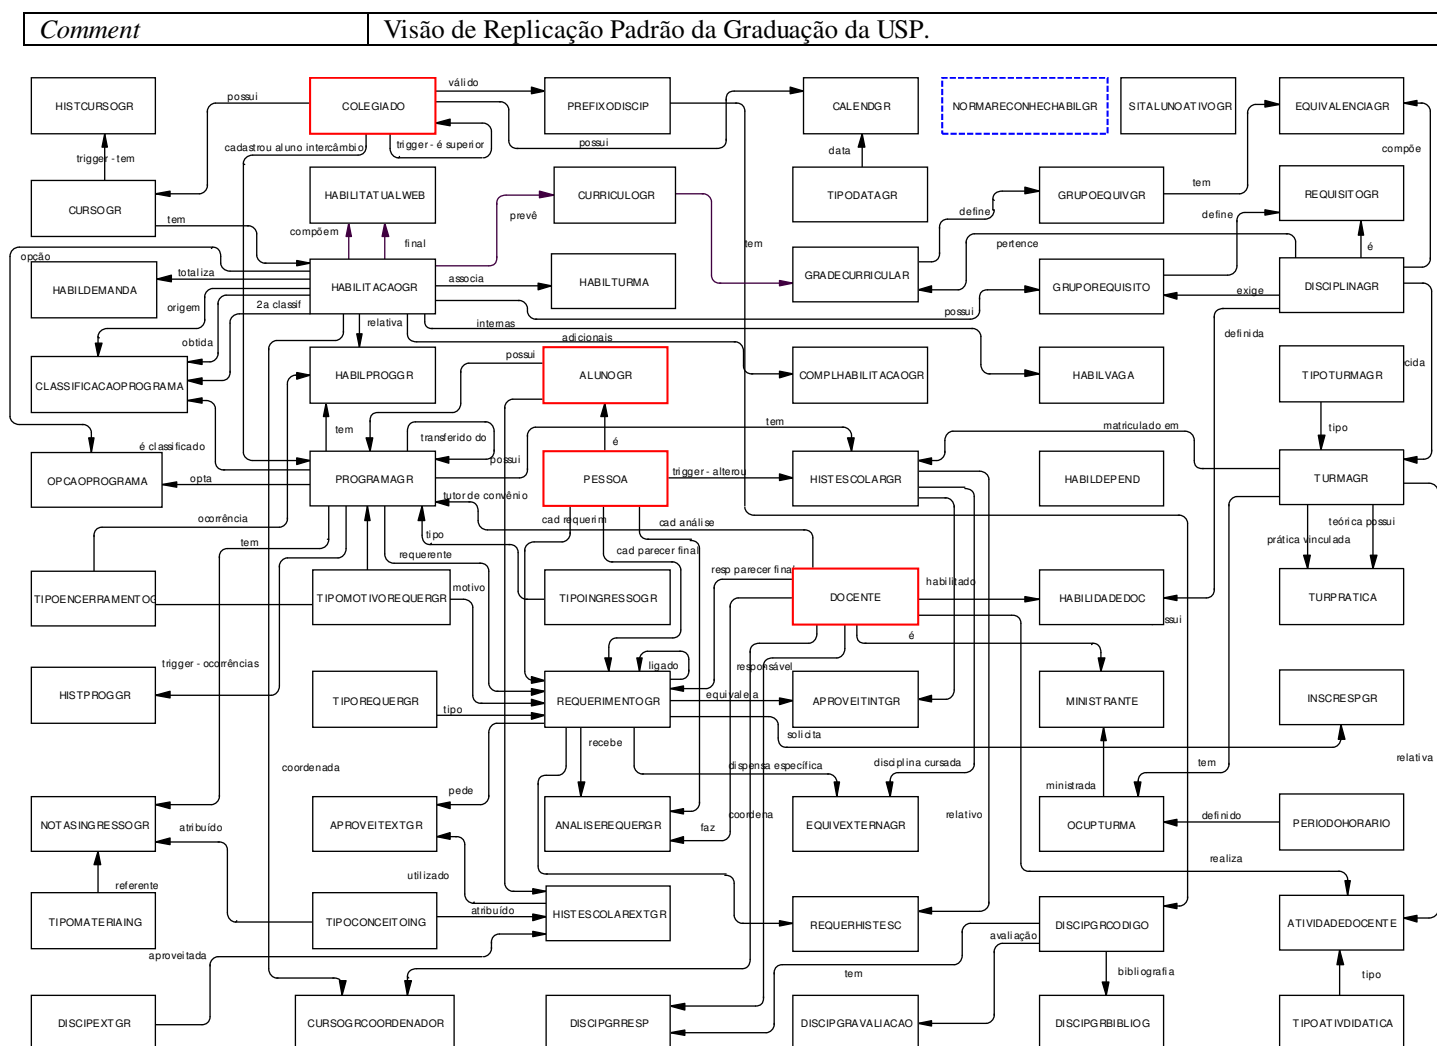 Comment Visão de Replicação Padrão da Graduação da USP.
HISTCURSOGR
possui
COLEGIADO
válido
PREFIXODISCIP
CALENDGR
NORMARECONHECHABILGR
SITALUNOATIVOGR
EQUIVALENCIAGR
trigger - tem
cadastrou aluno intercâmbio
trigger - é superior
possui
data
compõe
CURSOGR
HABILITATUALWEB
CURRICULOGR
TIPODATAGR
GRUPOEQUIVGR
tem
REQUISITOGR
tem
compõem
final
prevê
tem
define
define
pertence
é
opção
HABILDEMANDA
totaliza
HABILITACAOGR
associa
HABILTURMA
GRADECURRICULAR
GRUPOREQUISITO
exige
DISCIPLINAGR
origem
2a classif
relativa
internas
possui
definida
obtida
adicionais
possui
CLASSIFICACAOPROGRAMA
HABILPROGGR
ALUNOGR
COMPLHABILITACAOGR
HABILVAGA
TIPOTURMAGR
cida
é classificado
tem
transferido do
é
tem
matriculado em
tipo
possui
OPCAOPROGRAMA
opta
PROGRAMAGR
PESSOA
trigger - alterou
HISTESCOLARGR
HABILDEPEND
TURMAGR
tutor de convênio
ocorrência
tem
requerente
tipo
cad requerim
cad análise
cad parecer final
teórica possui
prática vinculada
resp parecer final
TIPOENCERRAMENTOG
TIPOMOTIVOREQUERGR
motivo
TIPOINGRESSOGR
DOCENTE
habilitado
HABILIDADEDOC
TURPRATICA
ssui
é
trigger - ocorrências
ligado
responsável
HISTPROGGR
TIPOREQUERGR
tipo
REQUERIMENTOGR
equivale a
APROVEITINTGR
MINISTRANTE
INSCRESPGR
solicita
recebe
coordenada
dispensa específica
disciplina cursada
tem
relativa
pede
ministrada
NOTASINGRESSOGR
atribuído
APROVEITEXTGR
ANALISEREQUERGR
faz
coordena
EQUIVEXTERNAGR
relativo
OCUPTURMA
definido
PERIODOHORARIO
referente
utilizado
realiza
TIPOMATERIAING
TIPOCONCEITOING
atribuído
HISTESCOLAREXTGR
REQUERHISTESC
DISCIPGRCODIGO
ATIVIDADEDOCENTE
avaliação
aproveitada
tem
bibliografia
tipo
DISCIPEXTGR
CURSOGRCOORDENADOR
DISCIPGRRESP
DISCIPGRAVALIACAO
DISCIPGRBIBLIOG
TIPOATIVDIDATICA